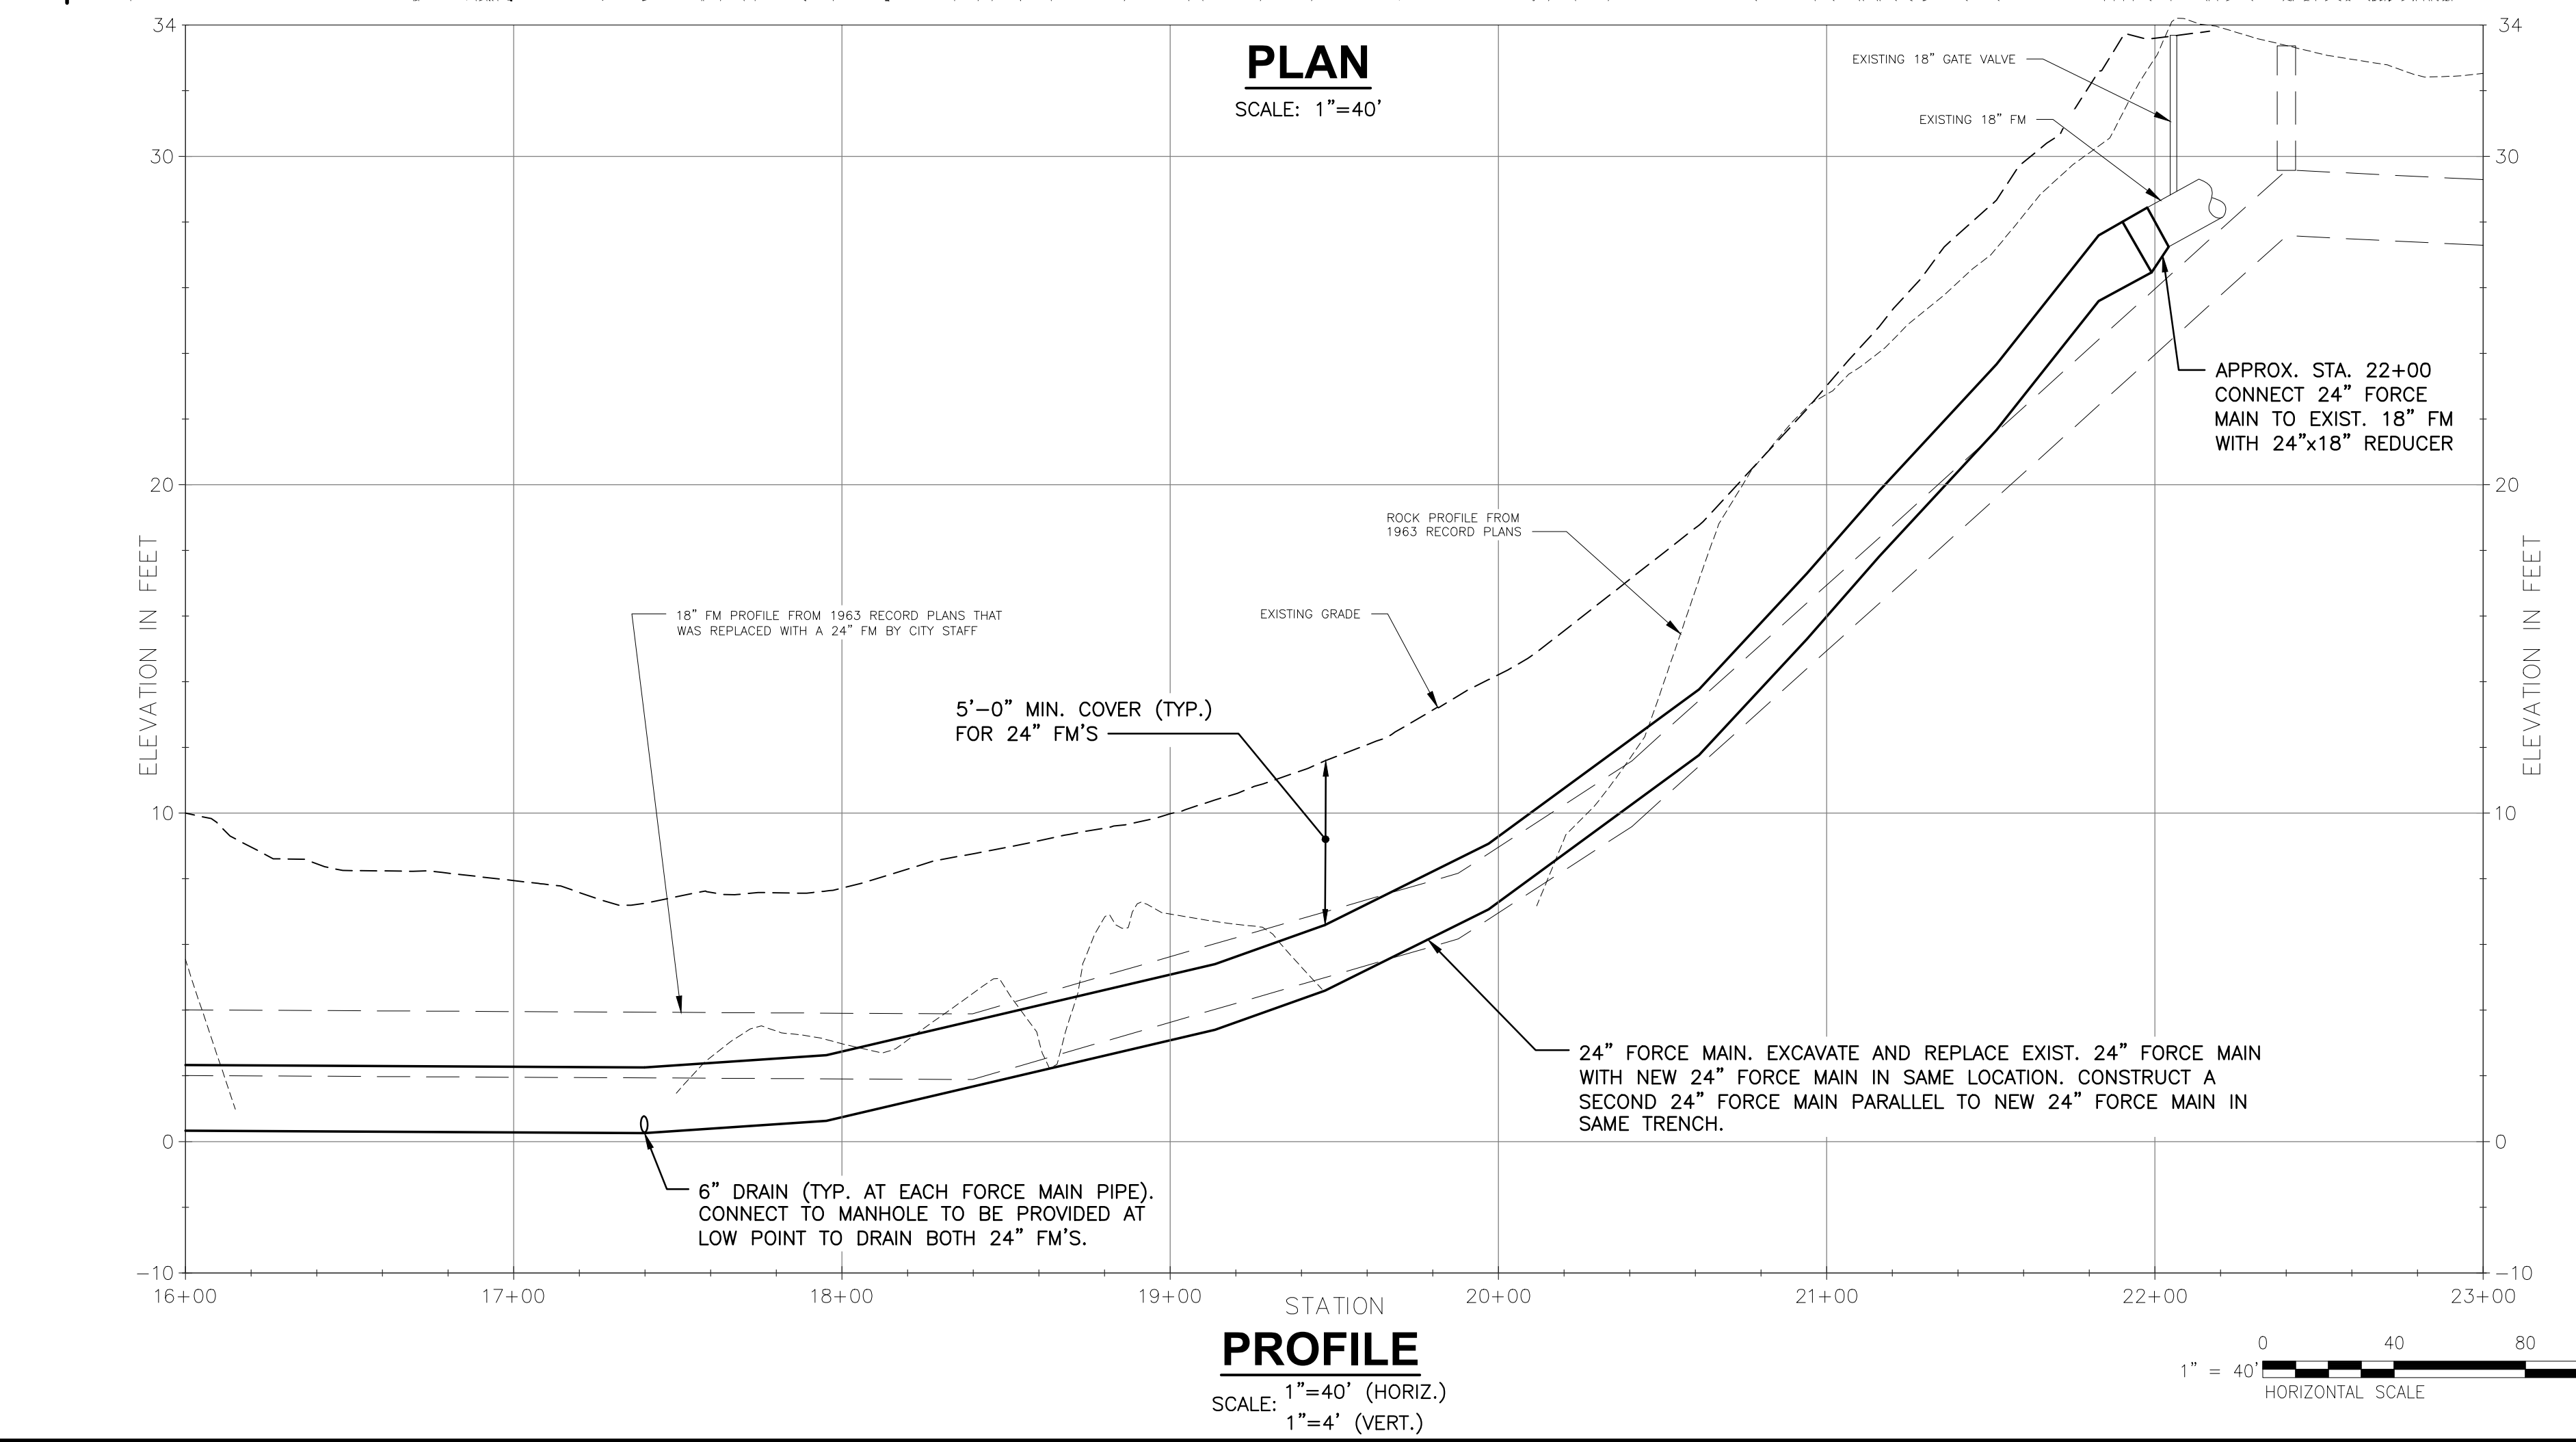 PLAN
SCALE: 1”=40’
34
30
20
10
0
-10
ELEVATION IN FEET
34
30
20
10
0
-10
ELEVATION IN FEET
EXISTING 18” GATE VALVE
EXISTING 18” FM
APPROX. STA. 22+00
CONNECT 24” FORCE
MAIN TO EXIST. 18” FM
WITH 24”x18” REDUCER
ROCK PROFILE FROM
1963 RECORD PLANS
18” FM PROFILE FROM 1963 RECORD PLANS THAT
WAS REPLACED WITH A 24” FM BY CITY STAFF
EXISTING GRADE
5’-0” MIN. COVER (TYP.)
FOR 24” FM’S
24” FORCE MAIN. EXCAVATE AND REPLACE EXIST. 24” FORCE MAIN
WITH NEW 24” FORCE MAIN IN SAME LOCATION. CONSTRUCT A
SECOND 24” FORCE MAIN PARALLEL TO NEW 24” FORCE MAIN IN
SAME TRENCH.
6” DRAIN (TYP. AT EACH FORCE MAIN PIPE).
CONNECT TO MANHOLE TO BE PROVIDED AT
LOW POINT TO DRAIN BOTH 24” FM’S.
16+00 17+00 18+00 19+00 20+00 21+00 22+00 23+00
STATION
PROFILE
SCALE: 1”=40’ (HORIZ.)
1”=4’ (VERT.)
0 40 80
1” = 40’
HORIZONTAL SCALE